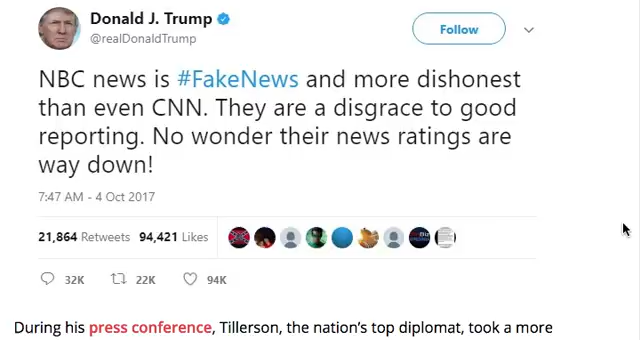 Donald J. Trump
@realDonaldTrump
Follow
NBC news is #FakeNews and more dishonest
than even CNN. They are a disgrace to good
reporting. No wonder their news ratings are
way down!
7:47 AM - 4 Oct 2017
21,864 Retweets 94,421 Likes
32K 22K 94K
During his press conference, Tillerson, the nation’s top diplomat, took a more